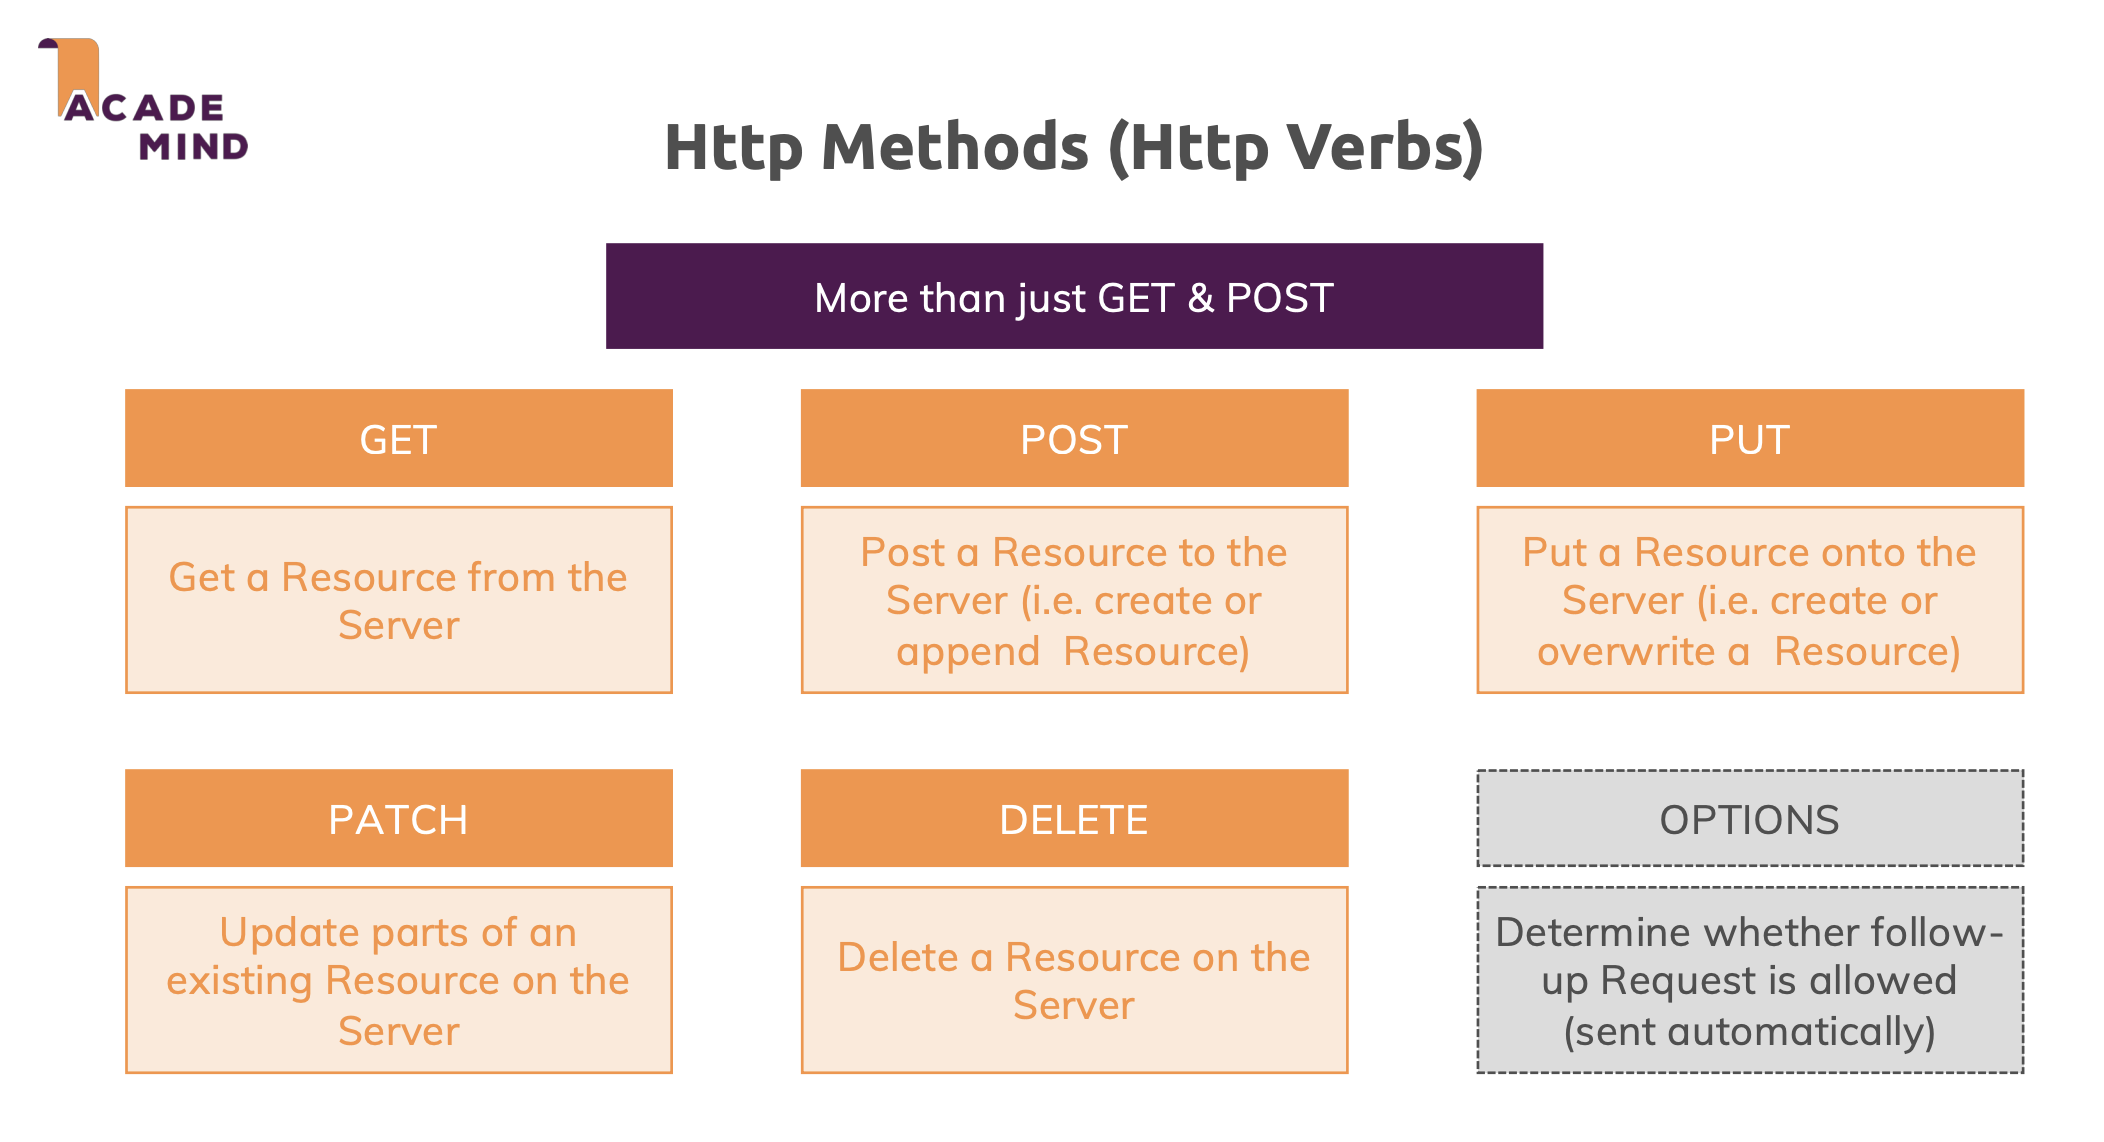 ACADE
MIND
Http Methods (Http Verbs)
More than just GET & POST
GET
POST
PUT
Get a Resource from the
Server
Post a Resource to the
Server (i.e. create or
append  Resource)
Put a Resource onto the
Server (i.e. create or
overwrite a  Resource)
PATCH
DELETE
OPTIONS
Update parts of an
existing Resource on the
Server
Delete a Resource on the
Server
Determine whether follow-
up Request is allowed
(sent automatically)